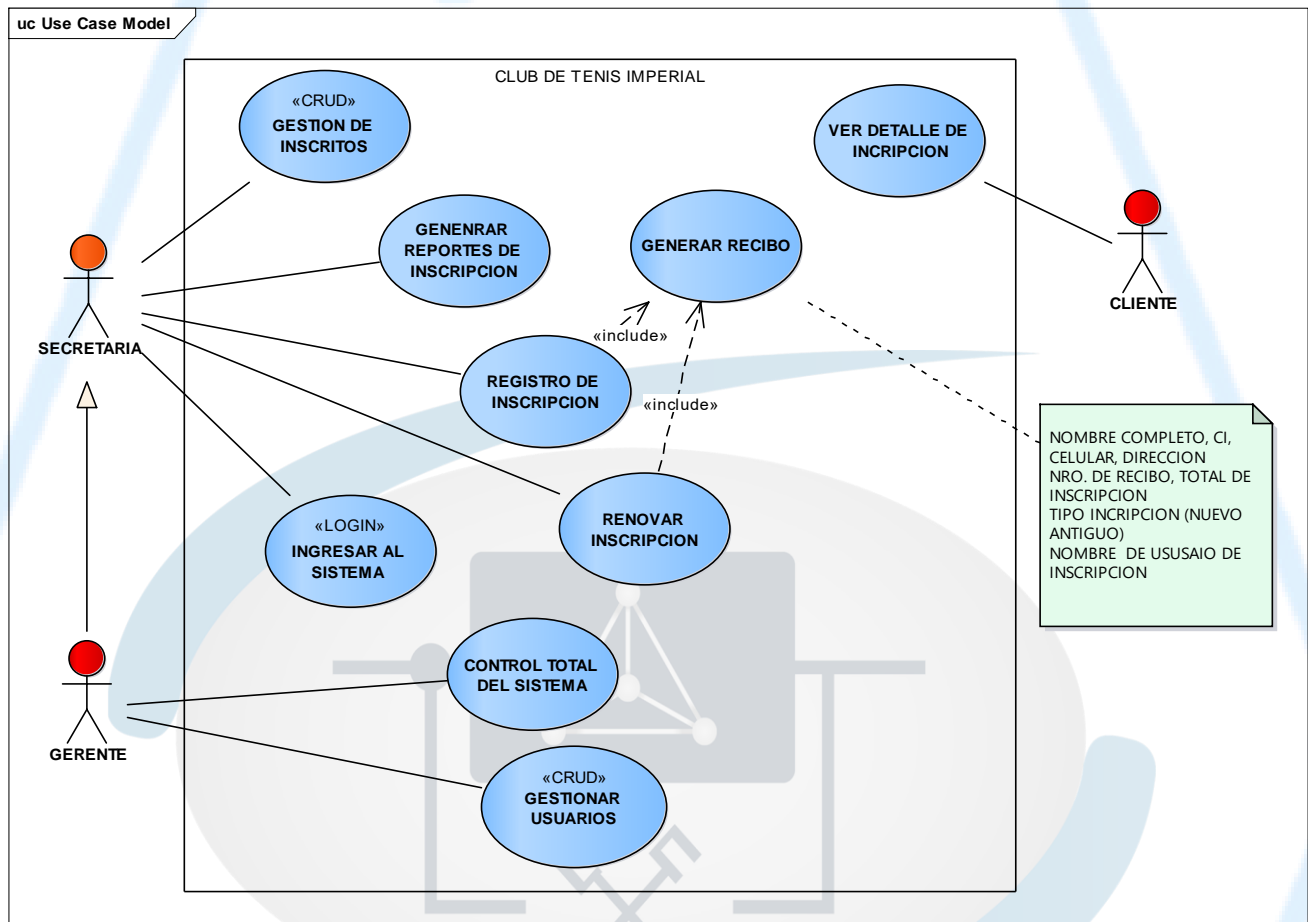 uc Use Case Model
CLUB DE TENIS IMPERIAL
«CRUD»
GESTION DE
INSCRITOS
VER DETALLE DE
INCRIPCION
GENENRAR
REPORTES DE
INSCRIPCION
GENERAR RECIBO
CLIENTE
SECRETARIA
«include»
REGISTRO DE
INSCRIPCION
«include»
NOMBRE COMPLETO, CI,
CELULAR, DIRECCION
NRO. DE RECIBO, TOTAL DE
INSCRIPCION
TIPO INCRIPCION (NUEVO
ANTIGUO)
NOMBRE DE USUSAIO DE
INSCRIPCION
RENOVAR
INSCRIPCION
«LOGIN»
INGRESAR AL
SISTEMA
CONTROL TOTAL
DEL SISTEMA
GERENTE
«CRUD»
GESTIONAR
USUARIOS